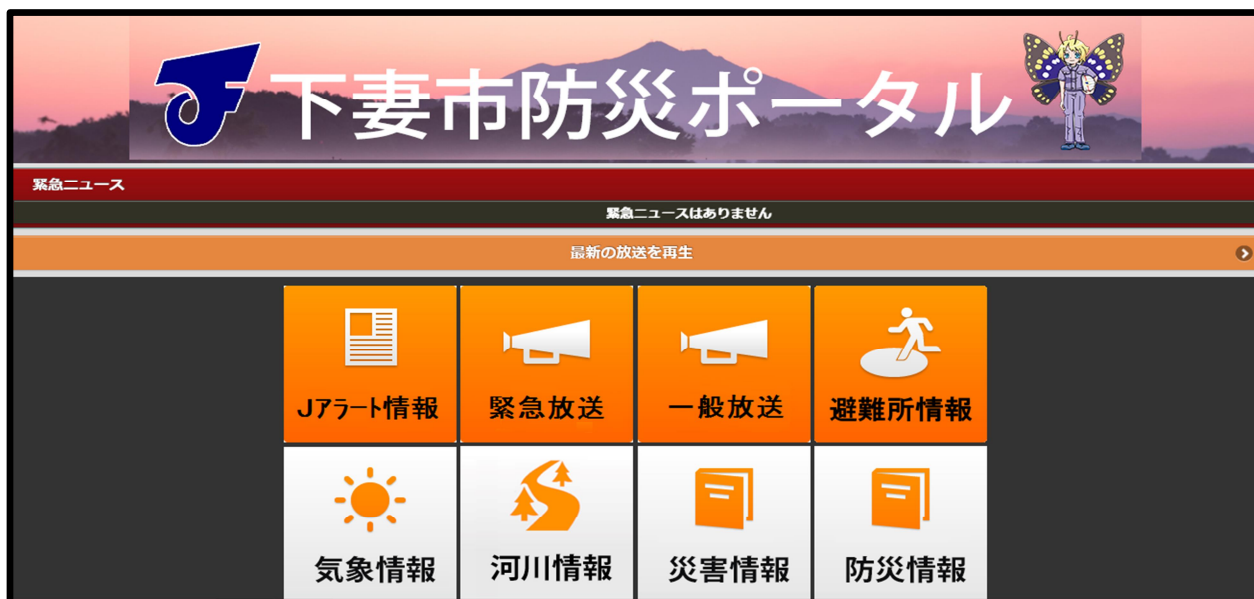 下妻市防災ポータル
緊急ニュース
緊急ニュースはありません
最新の放送を再生
Jアラート情報
緊急放送
一般放送
避難所情報
気象情報
河川情報
災害情報
防災情報